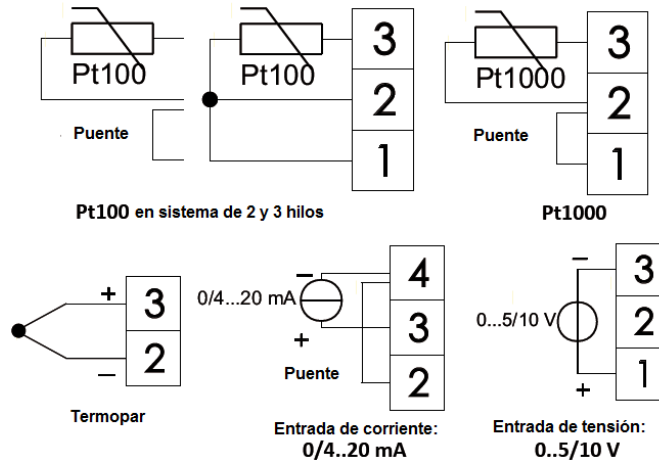 3
3
Pt100
Pt100
Pt1000
2
2
Puente
Puente
1
1
Pt100 en sistema de 2 y 3 hilos
Pt1000
+
3
−
2
Termopar
−
4
0/4...20 mA
3
+
Puente
2
Entrada de corriente:
0/4..20 mA
−
3
0...5/10 V
2
+
1
Entrada de tensión:
0..5/10 V